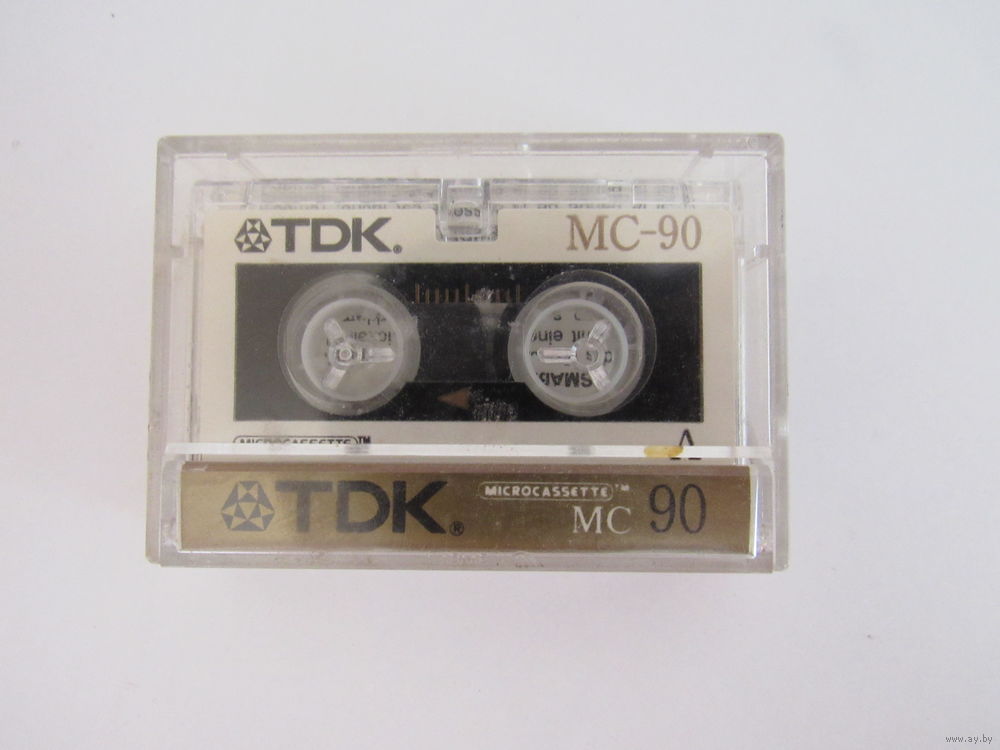 TDK® MC-90
MICROCASSETTE™
A
TDK® MICROCASSETTE™
MC 90
www.ay.by